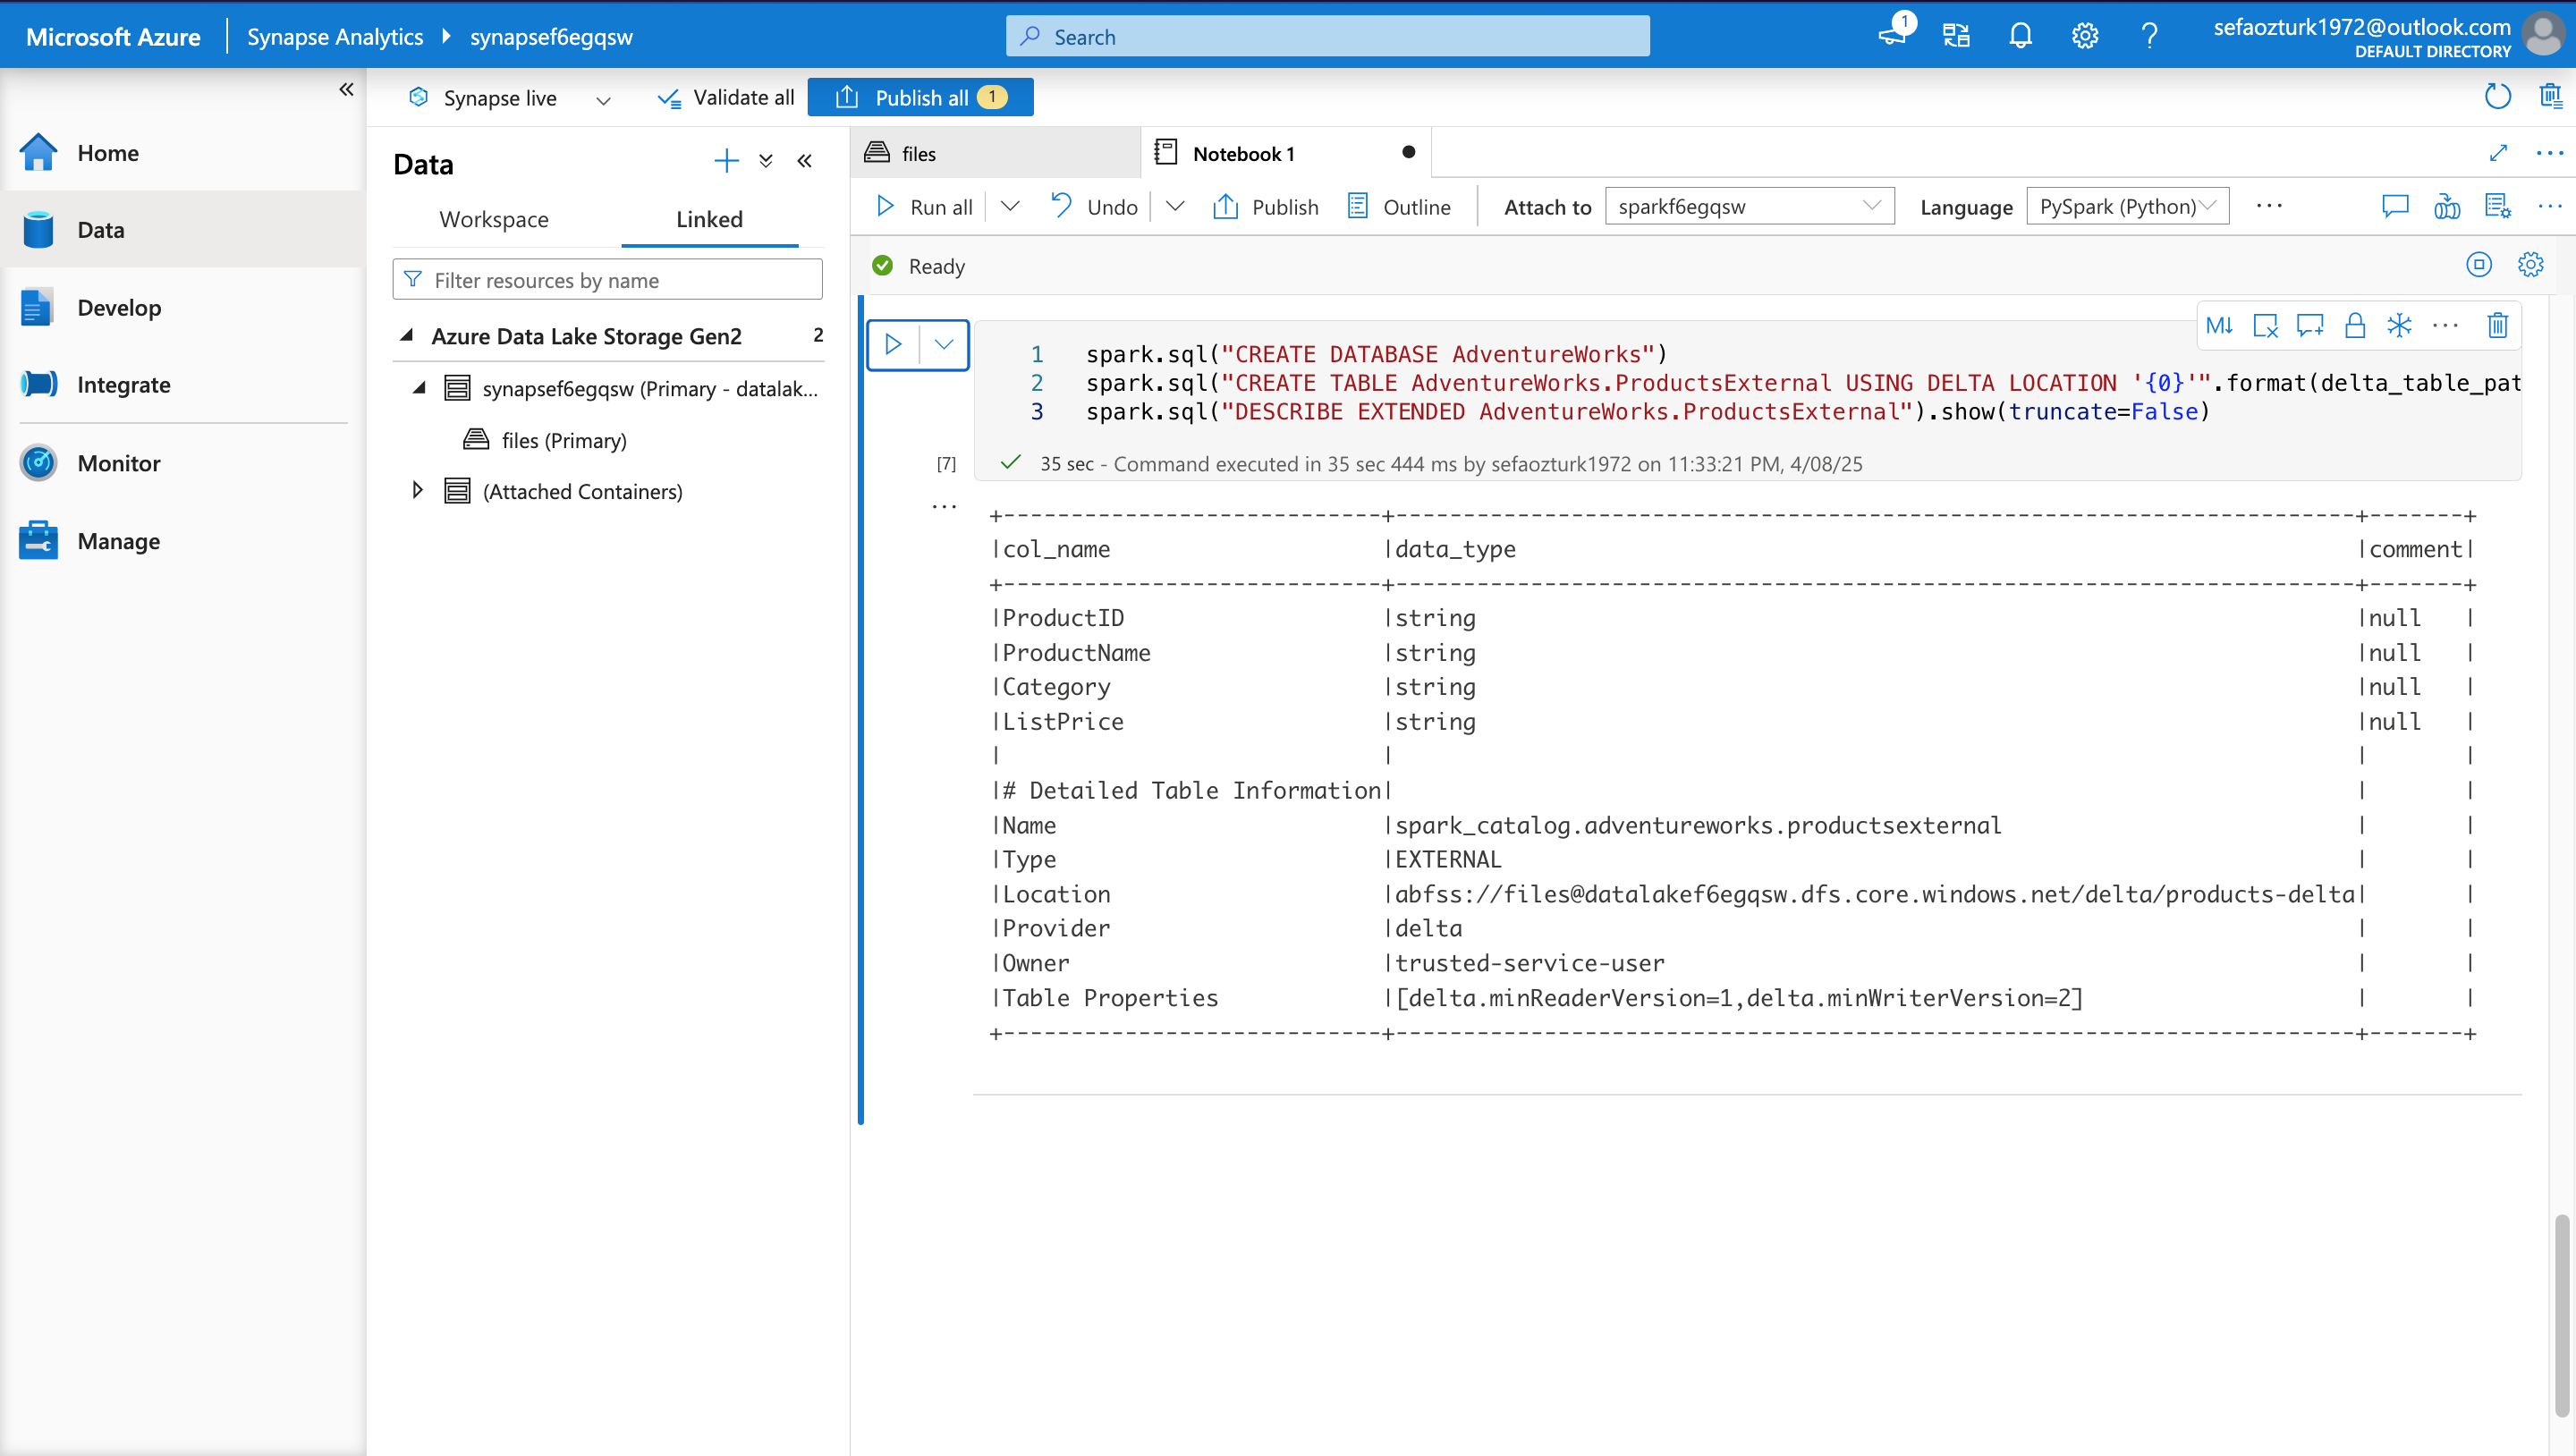 Microsoft Azure
Synapse Analytics
synapsef6egqsw
Search
1
sefaozturk1972@outlook.com
DEFAULT DIRECTORY
Synapse live
Validate all
Publish all 1
Home
Data
Develop
Integrate
Monitor
Manage
Data
Workspace
Linked
Filter resources by name
Azure Data Lake Storage Gen2 2
synapsef6egqsw (Primary - datalak...
files (Primary)
(Attached Containers)
files
Notebook 1
Run all
Undo
Publish
Outline
Attach to
sparkf6egqsw
Language
PySpark (Python)
Ready
M↓
1 spark.sql("CREATE DATABASE AdventureWorks")
2 spark.sql("CREATE TABLE AdventureWorks.ProductsExternal USING DELTA LOCATION '{0}'".format(delta_table_pat
3 spark.sql("DESCRIBE EXTENDED AdventureWorks.ProductsExternal").show(truncate=False)
[7] 35 sec - Command executed in 35 sec 444 ms by sefaozturk1972 on 11:33:21 PM, 4/08/25
+----------------------------+-----------------------------------------------------------------------+-------+
|col_name                    |data_type                                                              |comment|
+----------------------------+-----------------------------------------------------------------------+-------+
|ProductID                   |string                                                                 |null   |
|ProductName                 |string                                                                 |null   |
|Category                    |string                                                                 |null   |
|ListPrice                   |string                                                                 |null   |
|                            |                                                                       |       |
|# Detailed Table Information|                                                                       |       |
|Name                        |spark_catalog.adventureworks.productsexternal                          |       |
|Type                        |EXTERNAL                                                               |       |
|Location                    |abfss://files@datalakef6egqsw.dfs.core.windows.net/delta/products-delta|       |
|Provider                    |delta                                                                  |       |
|Owner                       |trusted-service-user                                                   |       |
|Table Properties            |[delta.minReaderVersion=1,delta.minWriterVersion=2]                    |       |
+----------------------------+-----------------------------------------------------------------------+-------+